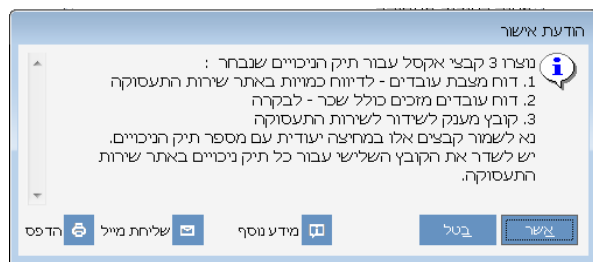 הודעת אישור
נוצרו 3 קבצי אקסל עבור תיק הניכויים שנבחר :
1. דוח מצבת עובדים - לדיווח כמויות באתר שירות התעסוקה
2. דוח עובדים מזכים כולל שכר - לבקרה
3. קובץ מענק לשידור לשירות התעסוקה
נא לשמור קבצים אלו במחיצה יעודית עם מספר תיק הניכויים.
יש לשדר את הקובץ השלישי עבור כל תיק ניכויים באתר שירות
התעסוקה.
אשר
בטל
מידע נוסף
שליחת מייל
הדפס